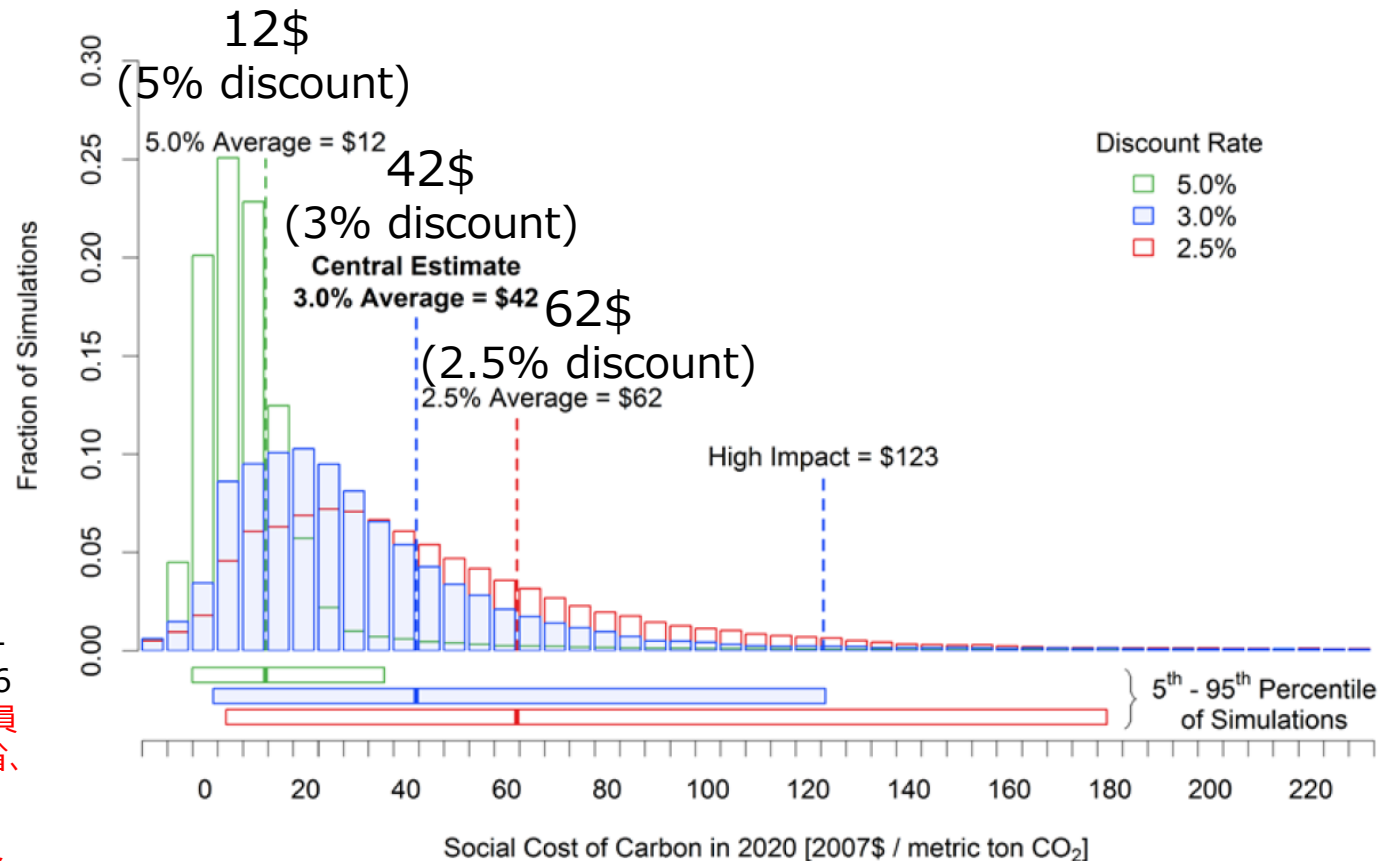 12$
(5% discount)
5.0% Average = $12
42$
(3% discount)
Central Estimate
3.0% Average = $42
62$
(2.5% discount)
2.5% Average = $62
High Impact = $123
Discount Rate
5.0%
3.0%
2.5%
Fraction of Simulations
0.30
0.25
0.20
0.15
0.10
0.05
0.00
6
員
5th - 95th Percentile
of Simulations
0 20 40 60 80 100 120 140 160 180 200 220
Social Cost of Carbon in 2020 [2007$ / metric ton CO2]